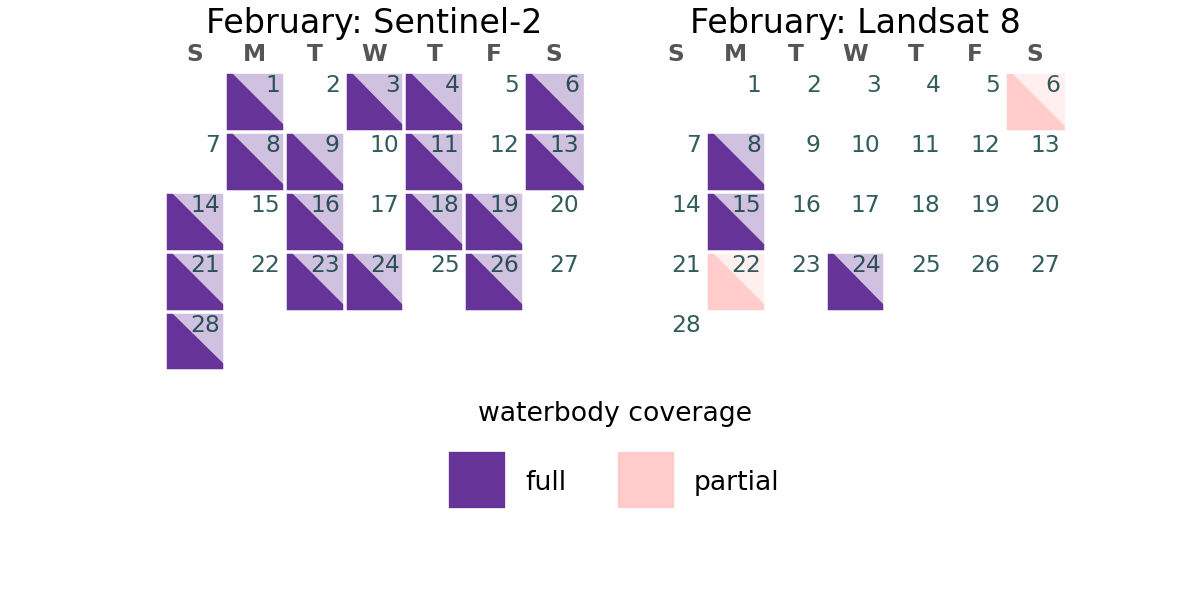 February: Sentinel-2
S M T W T F S
1 2 3 4 5 6
7 8 9 10 11 12 13
14 15 16 17 18 19 20
21 22 23 24 25 26 27
28
February: Landsat 8
S M T W T F S
1 2 3 4 5 6
7 8 9 10 11 12 13
14 15 16 17 18 19 20
21 22 23 24 25 26 27
28
waterbody coverage
full partial